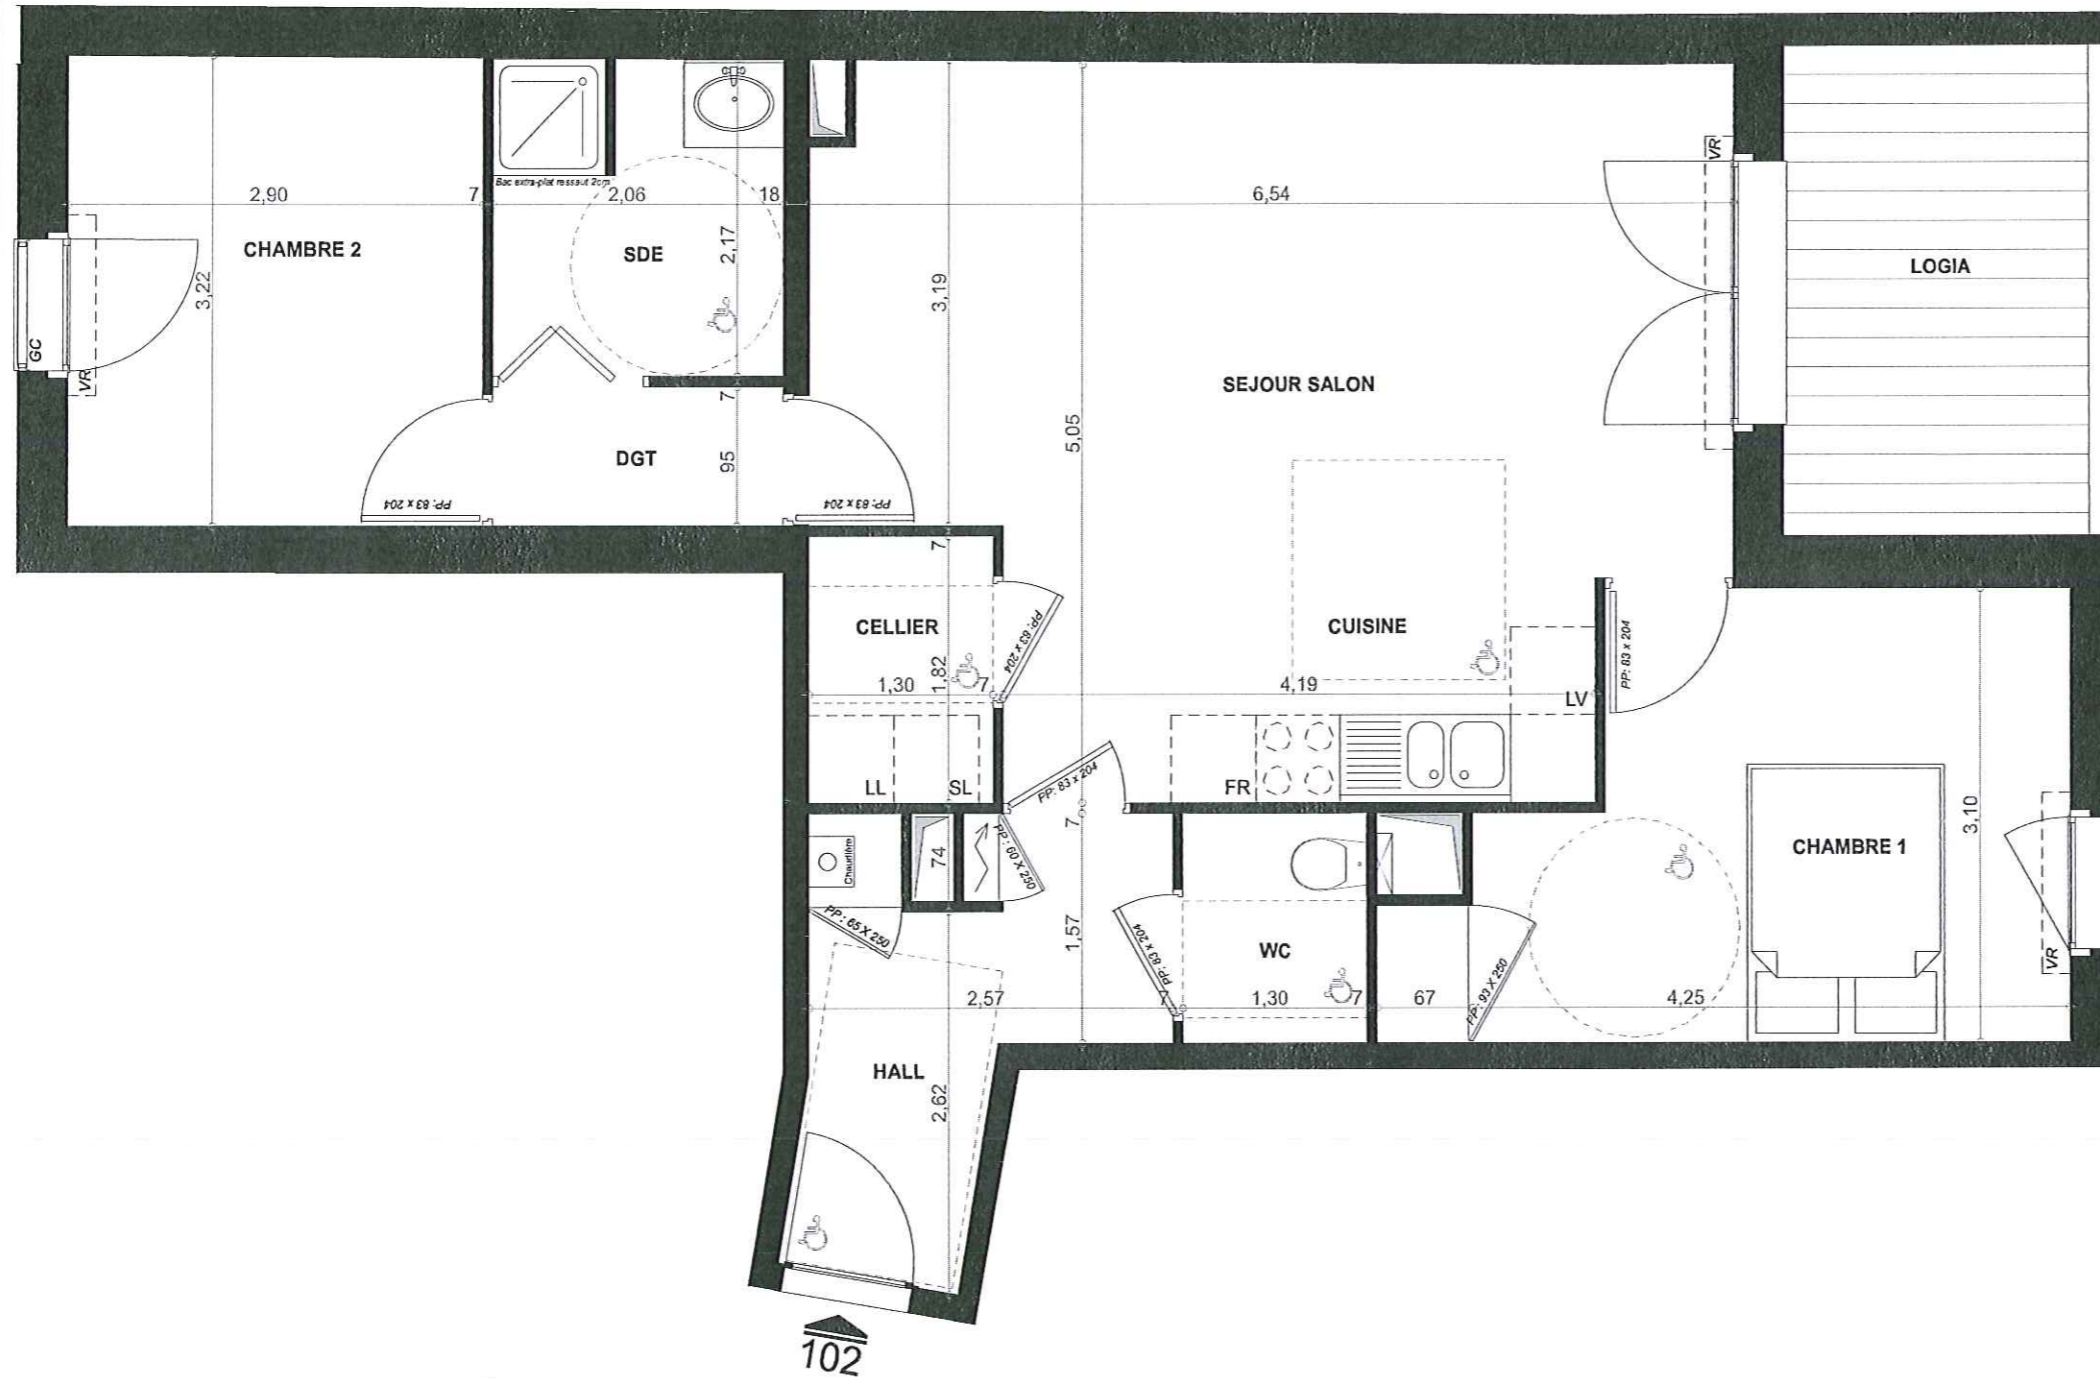 VR
Bac extra-plat ressaut 2cm
2,90
7
2,06
18
6,54
CHAMBRE 2
SDE
2,17
LOGIA
3,22
3,19
GC
VR
SEJOUR SALON
7
5,05
DGT
95
PP: 83 x 204
PP: 83 x 204
7
CELLIER
PP: 83 x 204
CUISINE
PP: 83 x 204
1,30
1,82
7
4,19
LV
LL
SL
PP: 83 x 204
FR
3,10
7
CHAMBRE 1
Chaudière
74
PP: 60 X 250
PP: 65 X 250
1,57
PP: 83 x 204
WC
VR
2,57
7
1,30
7
67
PP: 93 X 250
4,25
HALL
2,62
102